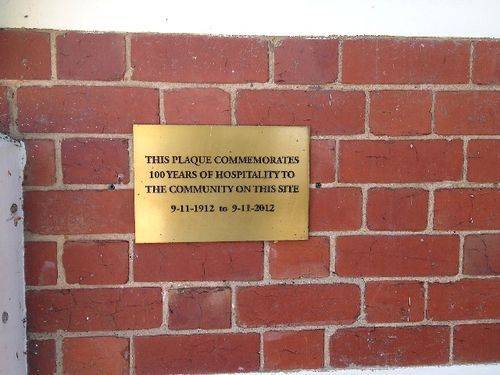 THIS PLAQUE COMMEMORATES
100 YEARS OF HOSPITALITY TO
THE COMMUNITY ON THIS SITE
9-11-1912 to 9-11-2012